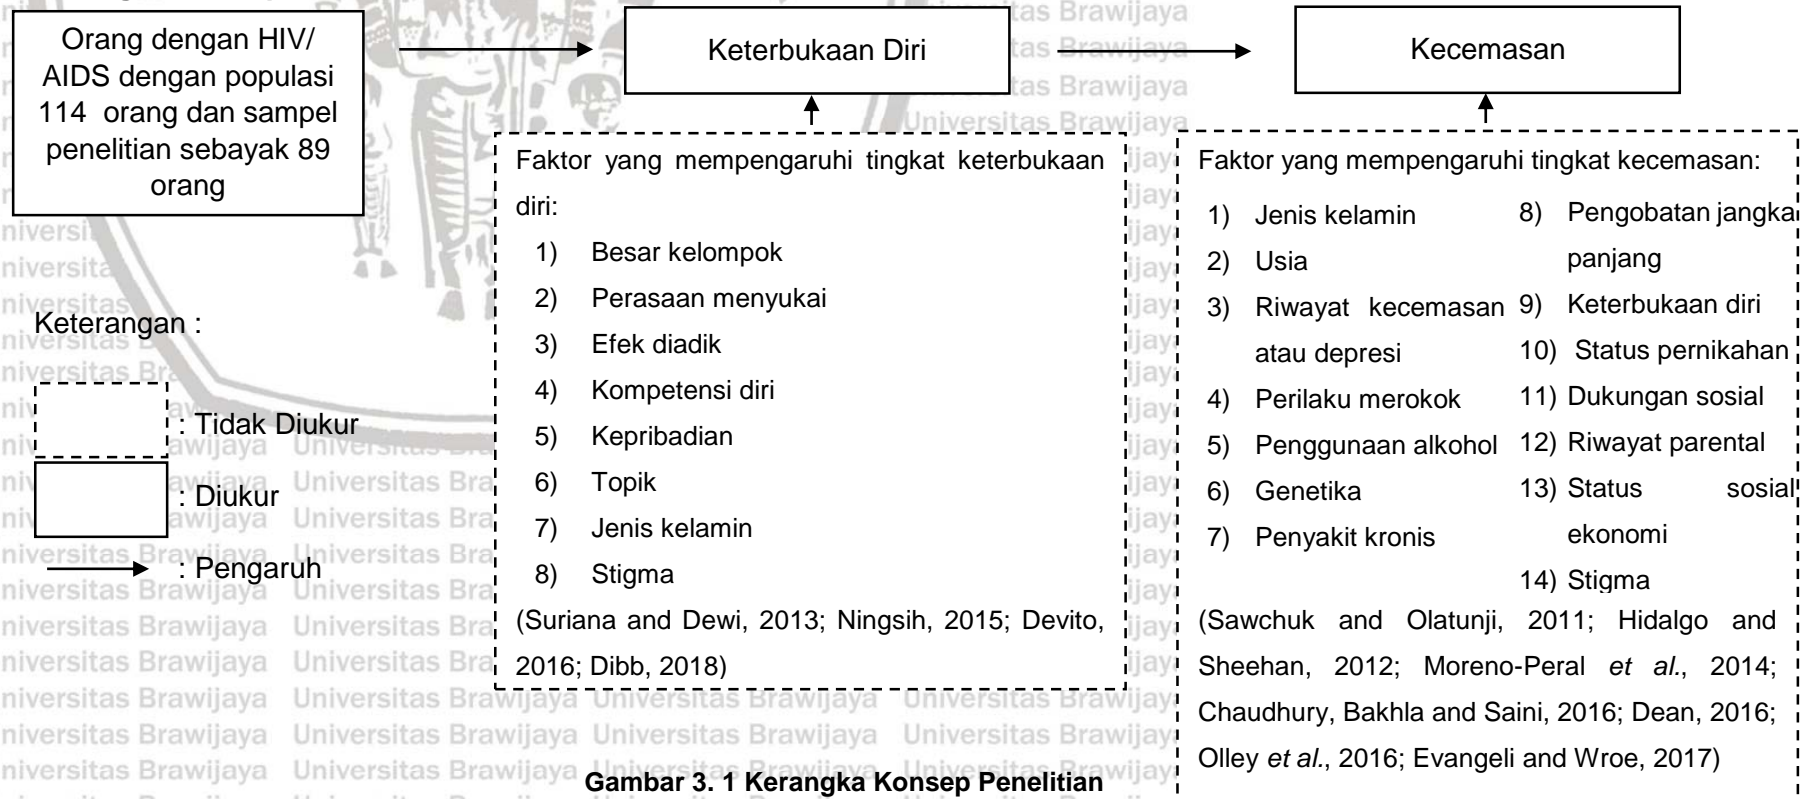 Orang dengan HIV/
AIDS dengan populasi
114 orang dan sampel
penelitian sebayak 89
orang
Keterbukaan Diri
Kecemasan
Faktor yang mempengaruhi tingkat keterbukaan
diri:
1) Besar kelompok
2) Perasaan menyukai
3) Efek diadik
4) Kompetensi diri
5) Kepribadian
6) Topik
7) Jenis kelamin
8) Stigma
(Suriana and Dewi, 2013; Ningsih, 2015; Devito,
2016; Dibb, 2018)
Faktor yang mempengaruhi tingkat kecemasan:
1) Jenis kelamin
2) Usia
3) Riwayat kecemasan
atau depresi
4) Perilaku merokok
5) Penggunaan alkohol
6) Genetika
7) Penyakit kronis
8) Pengobatan jangka
panjang
9) Keterbukaan diri
10) Status pernikahan
11) Dukungan sosial
12) Riwayat parental
13) Status sosial
ekonomi
14) Stigma
(Sawchuk and Olatunji, 2011; Hidalgo and
Sheehan, 2012; Moreno-Peral et al., 2014;
Chaudhury, Bakhla and Saini, 2016; Dean, 2016;
Olley et al., 2016; Evangeli and Wroe, 2017)
Keterangan :
: Tidak Diukur
: Diukur
: Pengaruh
Gambar 3. 1 Kerangka Konsep Penelitian